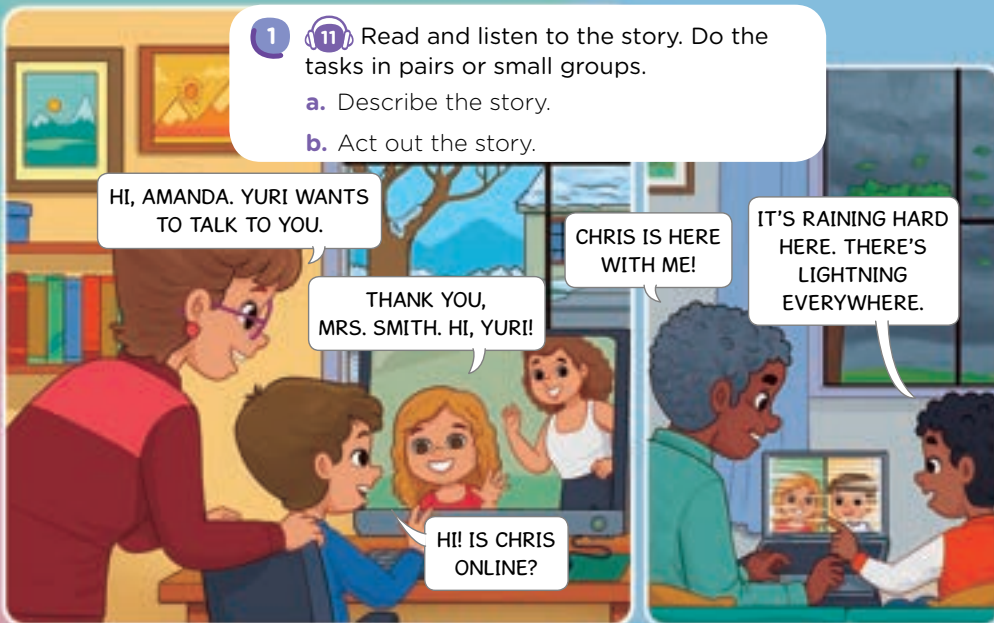 1 11 Read and listen to the story. Do the
tasks in pairs or small groups.
a. Describe the story.
b. Act out the story.
HI, AMANDA. YURI WANTS
TO TALK TO YOU.
THANK YOU,
MRS. SMITH. HI, YURI!
HI! IS CHRIS
ONLINE?
CHRIS IS HERE
WITH ME!
IT'S RAINING HARD
HERE. THERE'S
LIGHTNING
EVERYWHERE.